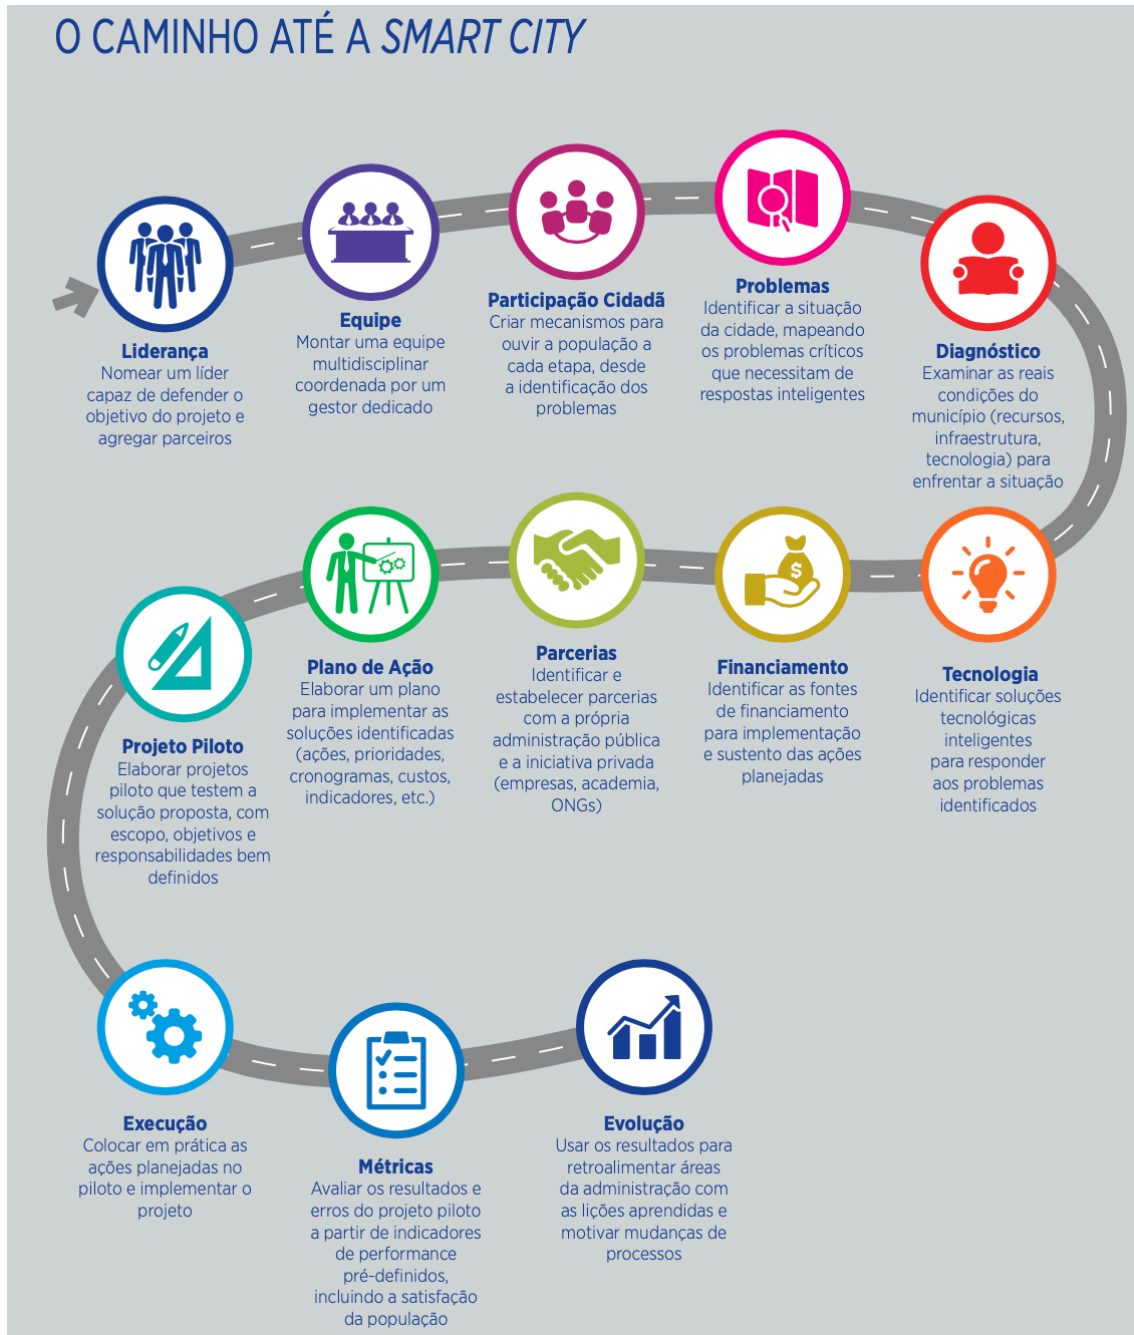 O CAMINHO ATÉ A SMART CITY
Liderança
Nomear um líder
capaz de defender o
objetivo do projeto e
agregar parceiros
Equipe
Montar uma equipe
multidisciplinar
coordenada por um
gestor dedicado
Participação Cidadã
Criar mecanismos para
ouvir a população a
cada etapa, desde
a identificação dos
problemas
Problemas
Identificar a situação
da cidade, mapeando
os problemas críticos
que necessitam de
respostas inteligentes
Diagnóstico
Examinar as reais
condições do
município (recursos,
infraestrutura,
tecnologia) para
enfrentar a situação
Tecnologia
Identificar soluções
tecnológicas
inteligentes
para responder
aos problemas
identificados
$
Financiamento
Identificar as fontes
de financiamento
para implementação
e sustento das ações
planejadas
Parcerias
Identificar e
estabelecer parcerias
com a própria
administração pública
e a iniciativa privada
(empresas, academia,
ONGs)
Plano de Ação
Elaborar um plano
para implementar as
soluções identificadas
(ações, prioridades,
cronogramas, custos,
indicadores, etc.)
Projeto Piloto
Elaborar projetos
piloto que testem a
solução proposta, com
escopo, objetivos e
responsabilidades bem
definidos
Execução
Colocar em prática as
ações planejadas no
piloto e implementar o
projeto
Métricas
Avaliar os resultados e
erros do projeto piloto
a partir de indicadores
de performance
pré-definidos,
incluindo a satisfação
da população
Evolução
Usar os resultados para
retroalimentar áreas
da administração com
as lições aprendidas e
motivar mudanças de
processos